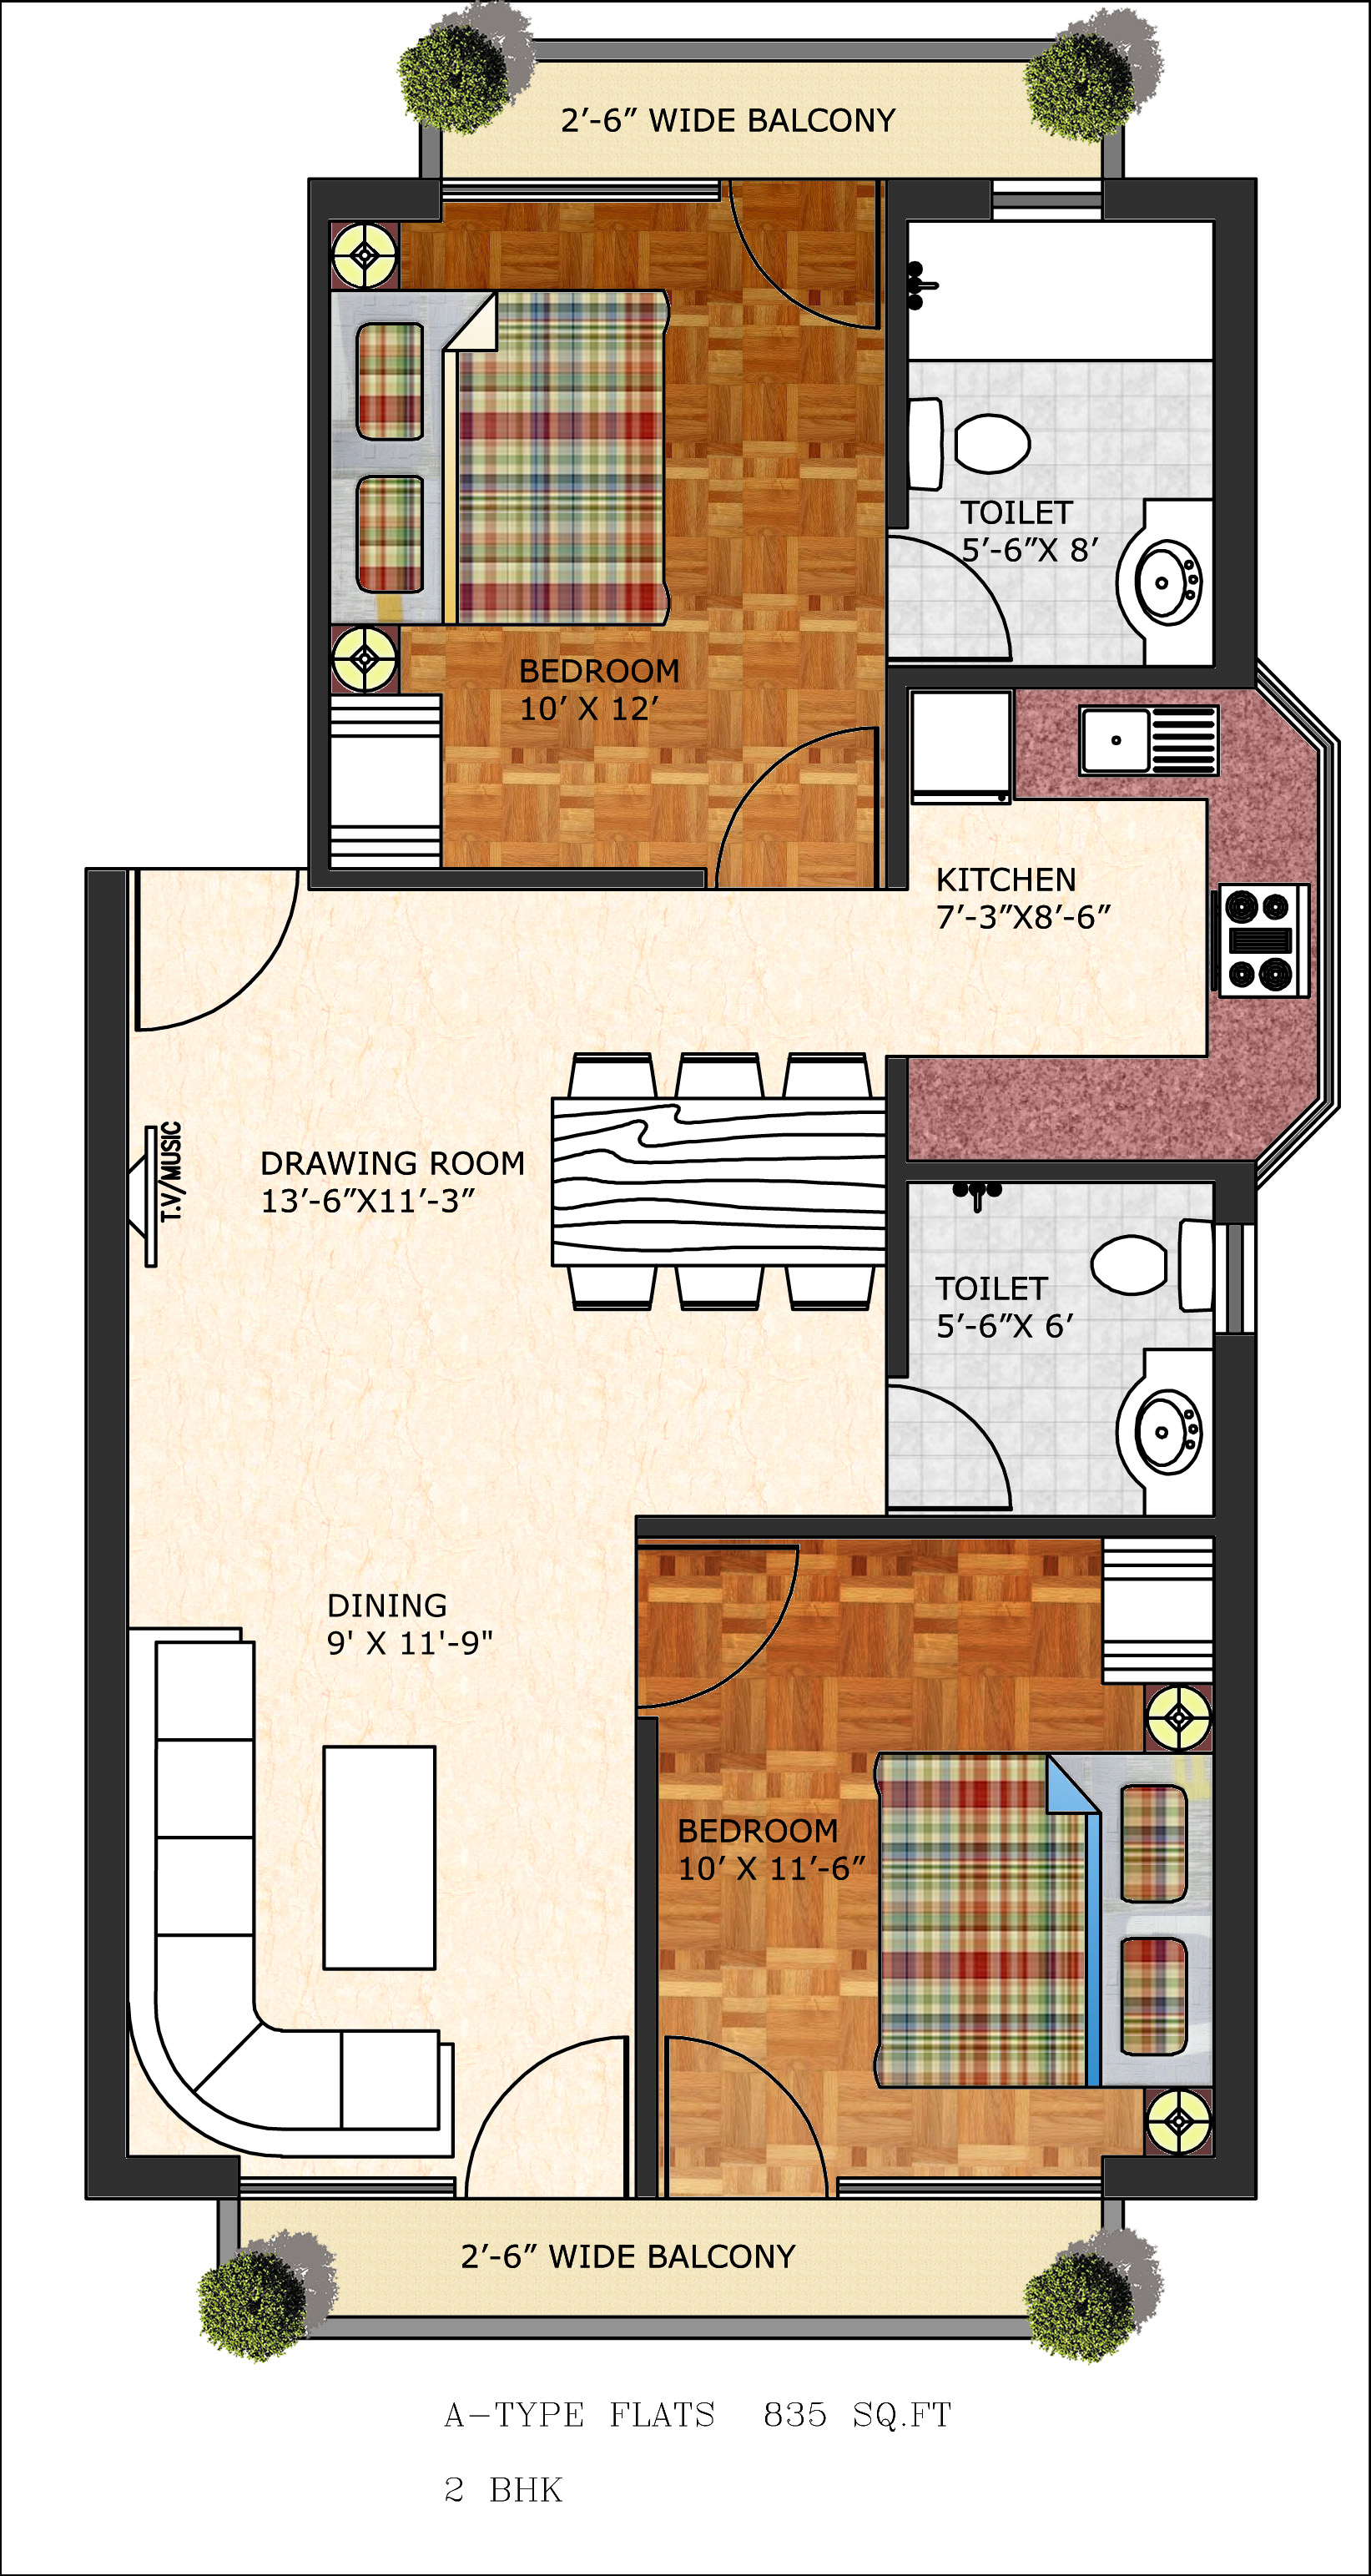 2′-6″ WIDE BALCONY
TOILET
5′-6″X 8′
BEDROOM
10′ X 12′
KITCHEN
7′-3″X8′-6″
T.V/MUSIC
DRAWING ROOM
13′-6″X11′-3″
TOILET
5′-6″X 6′
DINING
9' X 11'-9"
BEDROOM
10′ X 11′-6″
2′-6″ WIDE BALCONY
A-TYPE FLATS 835 SQ.FT
2 BHK